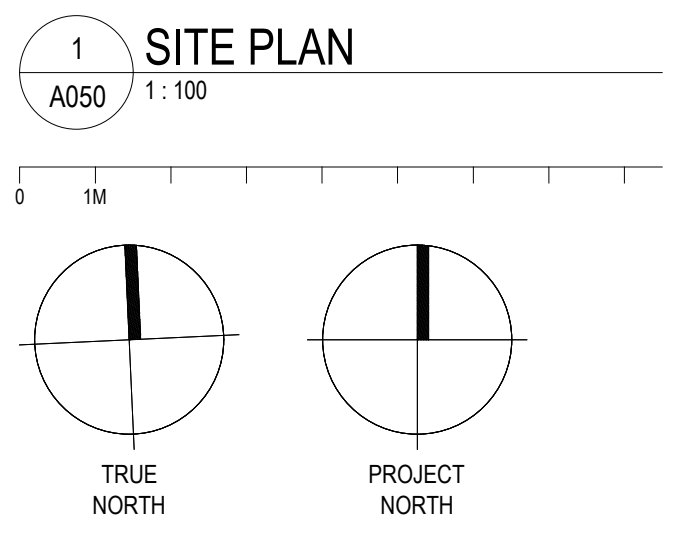 1
SITE PLAN
A050
1 : 100
0 1M
TRUE
NORTH
PROJECT
NORTH